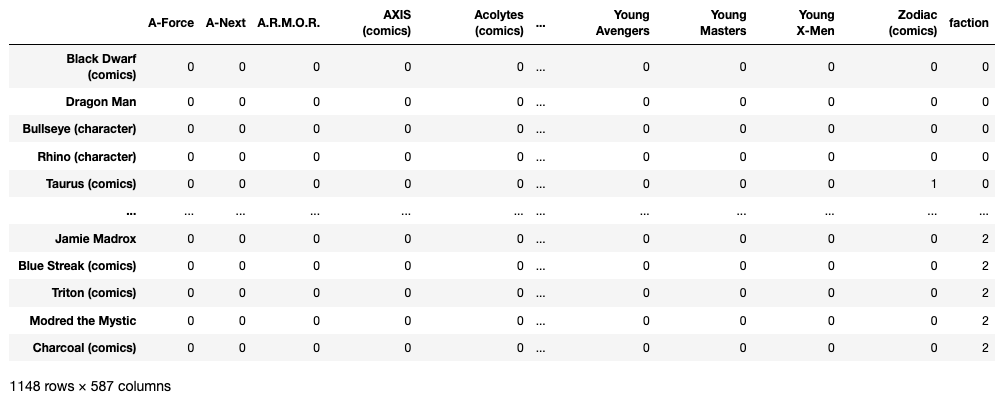 A-Force A-Next A.R.M.O.R. AXIS (comics) Acolytes (comics) ... Young Avengers Young Masters Young X-Men Zodiac (comics) faction
Black Dwarf (comics) 0 0 0 0 0 ... 0 0 0 0 0
Dragon Man 0 0 0 0 0 ... 0 0 0 0 0
Bullseye (character) 0 0 0 0 0 ... 0 0 0 0 0
Rhino (character) 0 0 0 0 0 ... 0 0 0 0 0
Taurus (comics) 0 0 0 0 0 ... 0 0 0 1 0
... ... ... ... ... ... ... ... ... ... ... ...
Jamie Madrox 0 0 0 0 0 ... 0 0 0 0 2
Blue Streak (comics) 0 0 0 0 0 ... 0 0 0 0 2
Triton (comics) 0 0 0 0 0 ... 0 0 0 0 2
Modred the Mystic 0 0 0 0 0 ... 0 0 0 0 2
Charcoal (comics) 0 0 0 0 0 ... 0 0 0 0 2
1148 rows × 587 columns